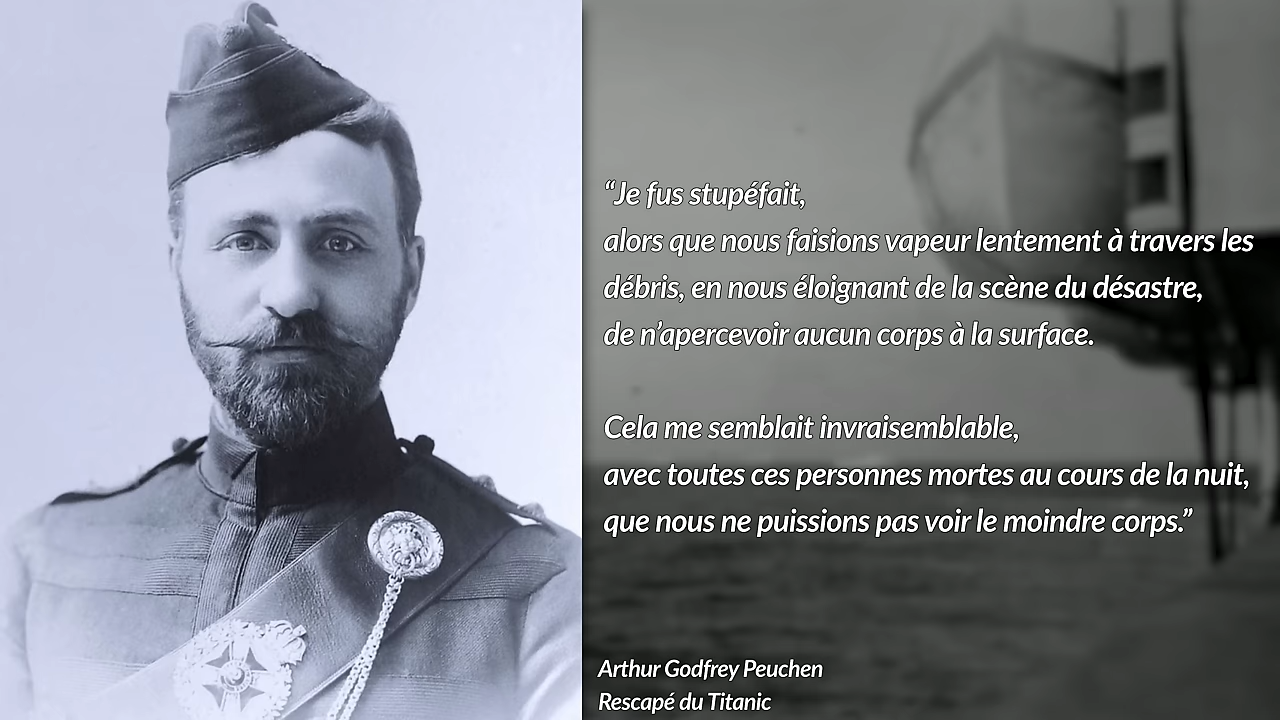 “Je fus stupéfait,
alors que nous faisions vapeur lentement à travers les
débris, en nous éloignant de la scène du désastre,
de n’apercevoir aucun corps à la surface.
Cela me semblait invraisemblable,
avec toutes ces personnes mortes au cours de la nuit,
que nous ne puissions pas voir le moindre corps.”
Arthur Godfrey Peuchen
Rescapé du Titanic